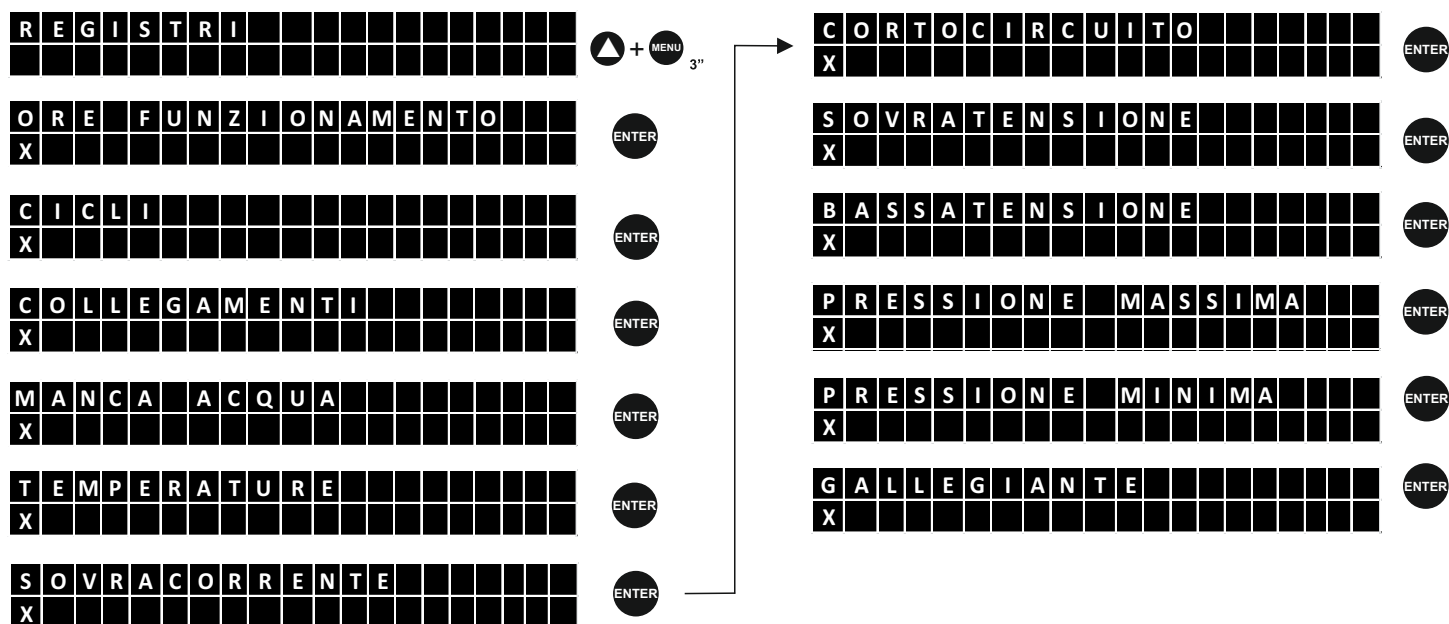 REGISTRI
+ MENU 3”
ORE FUNZIONAMENTO
X
ENTER
CICLI
X
ENTER
COLLEGAMENTI
X
ENTER
MANCA ACQUA
X
ENTER
TEMPERATURE
X
ENTER
SOVRACORRENTE
X
ENTER
CORTOCIRCUITO
X
ENTER
SOVRATENSIONE
X
ENTER
BASSATENSIONE
X
ENTER
PRESSIONE MASSIMA
X
ENTER
PRESSIONE MINIMA
X
ENTER
GALLEGIANTE
X
ENTER